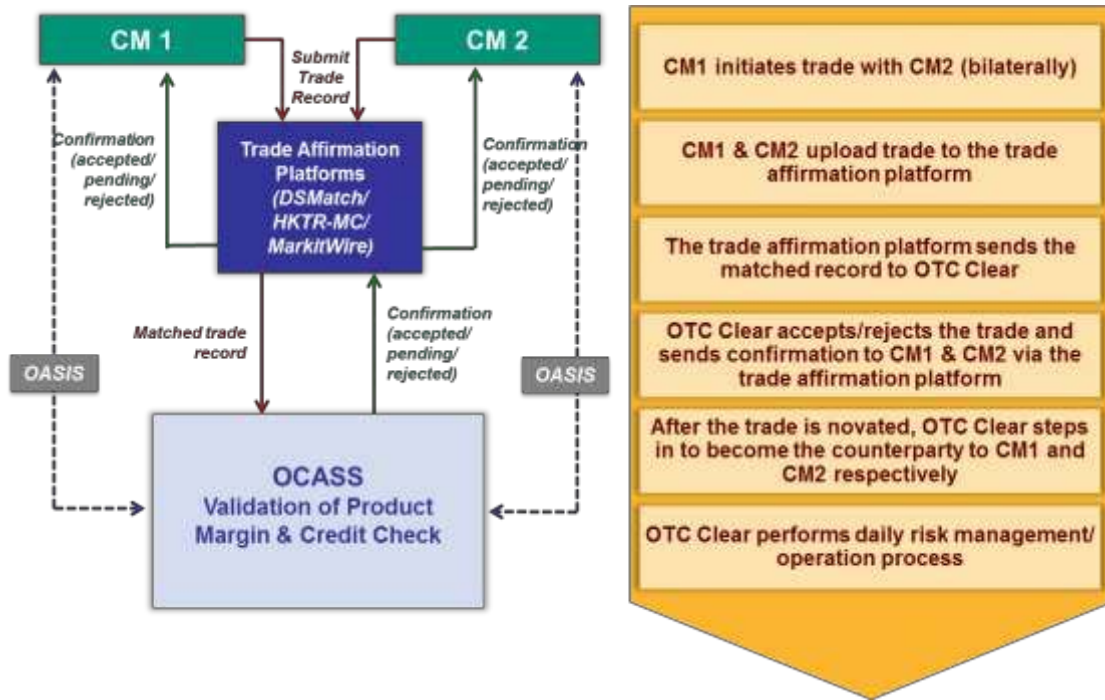 CM 1
CM 2
Submit
Trade
Record
Confirmation
(accepted/
pending/
rejected)
Trade Affirmation
Platforms
(DSMatch/
HKTR-MC/
MarkitWire)
Confirmation
(accepted/
pending/
rejected)
Matched trade
record
Confirmation
(accepted/
pending/
rejected)
OASIS
OASIS
OCASS
Validation of Product
Margin & Credit Check
CM1 initiates trade with CM2 (bilaterally)
CM1 & CM2 upload trade to the trade
affirmation platform
The trade affirmation platform sends the
matched record to OTC Clear
OTC Clear accepts/rejects the trade and
sends confirmation to CM1 & CM2 via the
trade affirmation platform
After the trade is novated, OTC Clear steps
in to become the counterparty to CM1 and
CM2 respectively
OTC Clear performs daily risk management/
operation process